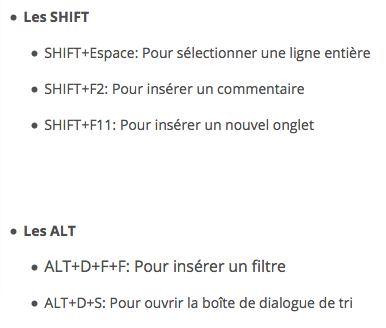 Les SHIFT
SHIFT+Espace: Pour sélectionner une ligne entière
SHIFT+F2: Pour insérer un commentaire
SHIFT+F11: Pour insérer un nouvel onglet
Les ALT
ALT+D+F+F: Pour insérer un filtre
ALT+D+S: Pour ouvrir la boîte de dialogue de tri